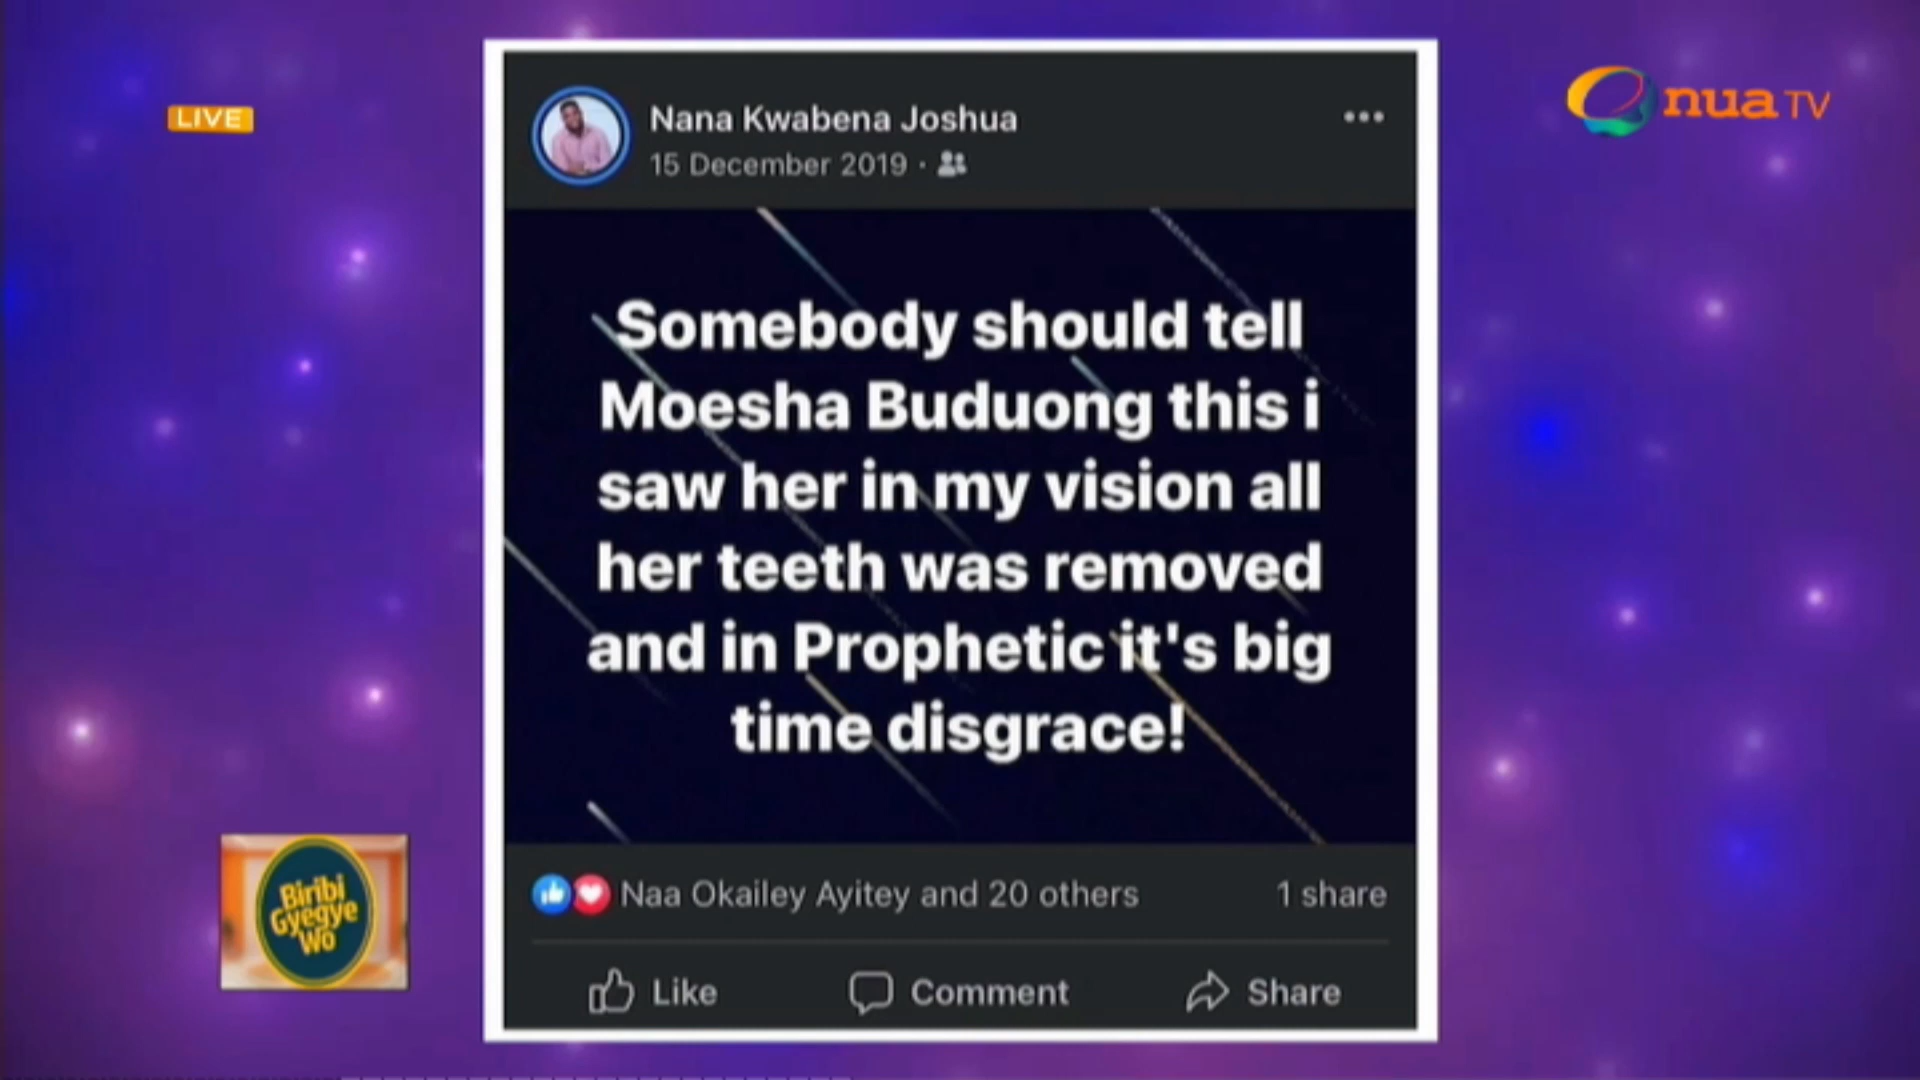 LIVE
Onua TV
Nana Kwabena Joshua
15 December 2019 ·
Somebody should tell
Moesha Buduong this i
saw her in my vision all
her teeth was removed
and in Prophetic it's big
time disgrace!
Biribi
Gyegye
Wo
Naa Okailey Ayitey and 20 others
1 share
Like
Comment
Share